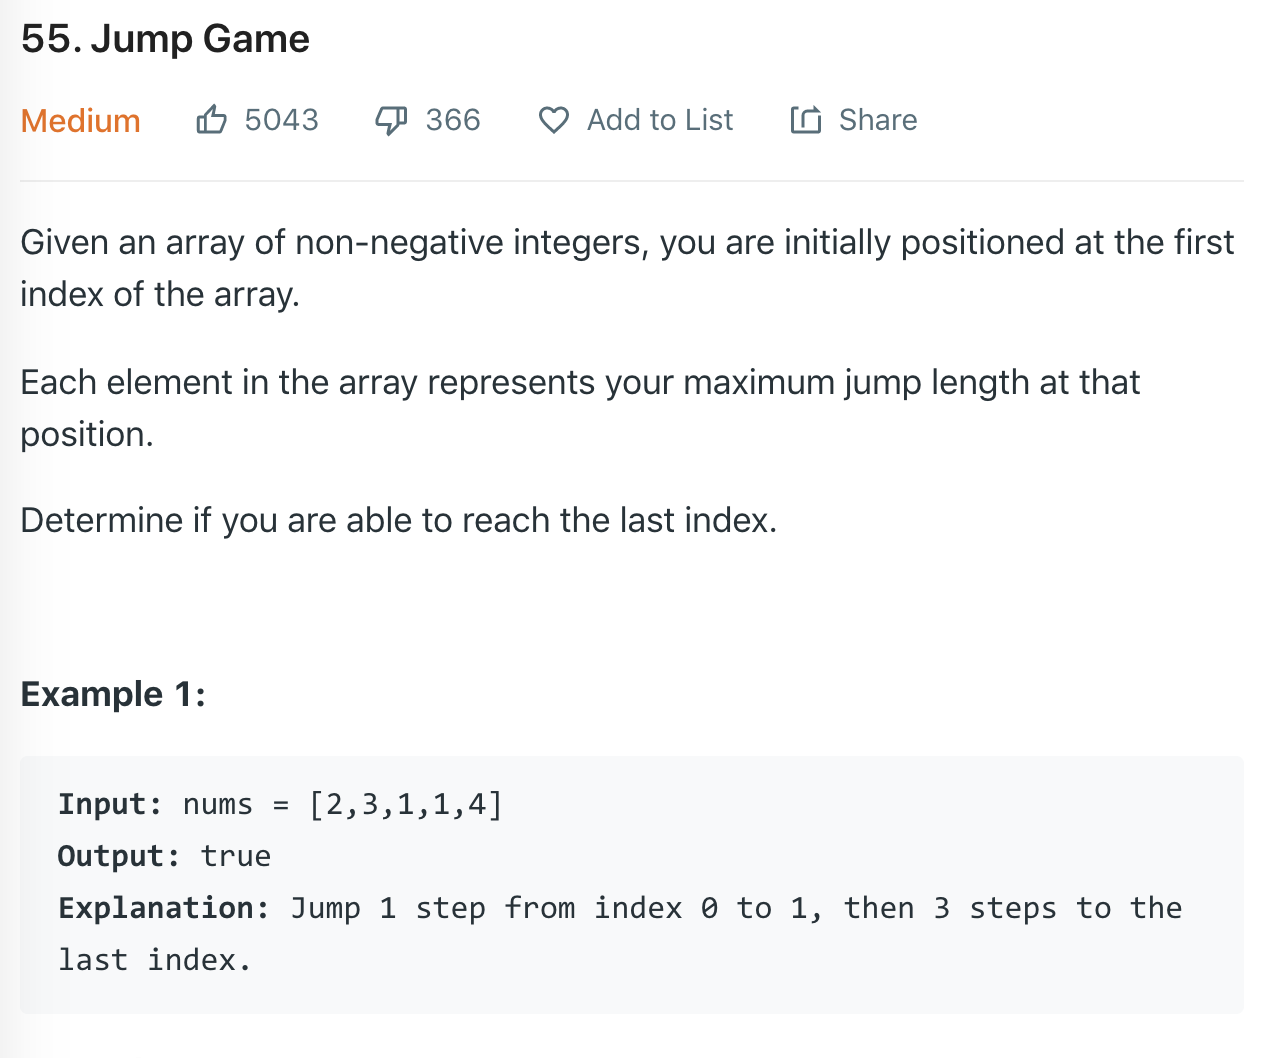 55. Jump Game
Medium 5043 366 Add to List Share
Given an array of non-negative integers, you are initially positioned at the first
index of the array.
Each element in the array represents your maximum jump length at that
position.
Determine if you are able to reach the last index.
Example 1:
Input: nums = [2,3,1,1,4]
Output: true
Explanation: Jump 1 step from index 0 to 1, then 3 steps to the
last index.